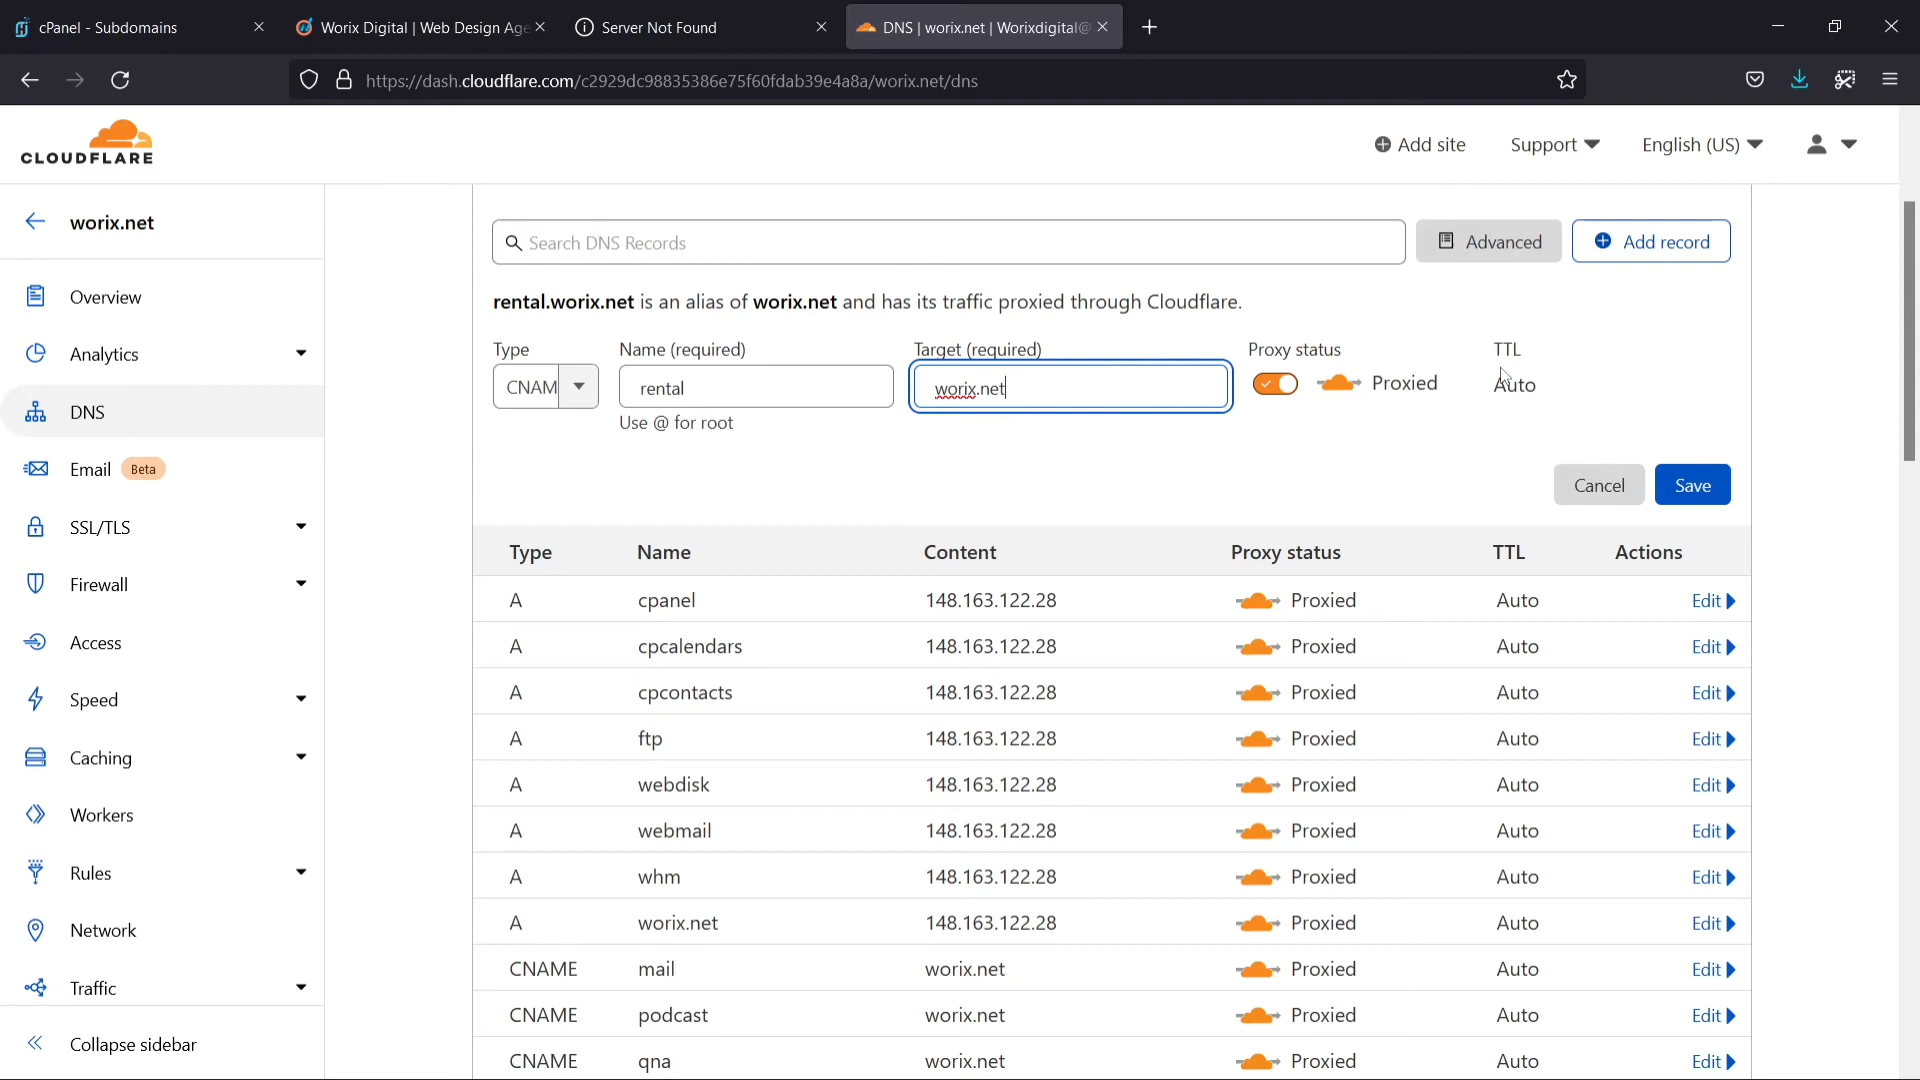 cPanel - Subdomains
Worix Digital | Web Design Age
Server Not Found
DNS | worix.net | Worixdigital@
https://dash.cloudflare.com/c2929dc98835386e75f60fdab39e4a8a/worix.net/dns
CLOUDFLARE
Add site
Support
English (US)
worix.net
Overview
Analytics
DNS
Email Beta
SSL/TLS
Firewall
Access
Speed
Caching
Workers
Rules
Network
Traffic
Collapse sidebar
Search DNS Records
Advanced
Add record
rental.worix.net is an alias of worix.net and has its traffic proxied through Cloudflare.
Type Name (required) Target (required) Proxy status TTL
CNAM rental worix.net Proxied Auto
Use @ for root
Cancel Save
Type Name Content Proxy status TTL Actions
A cpanel 148.163.122.28 Proxied Auto Edit
A cpcalendars 148.163.122.28 Proxied Auto Edit
A cpcontacts 148.163.122.28 Proxied Auto Edit
A ftp 148.163.122.28 Proxied Auto Edit
A webdisk 148.163.122.28 Proxied Auto Edit
A webmail 148.163.122.28 Proxied Auto Edit
A whm 148.163.122.28 Proxied Auto Edit
A worix.net 148.163.122.28 Proxied Auto Edit
CNAME mail worix.net Proxied Auto Edit
CNAME podcast worix.net Proxied Auto Edit
CNAME qna worix.net Proxied Auto Edit